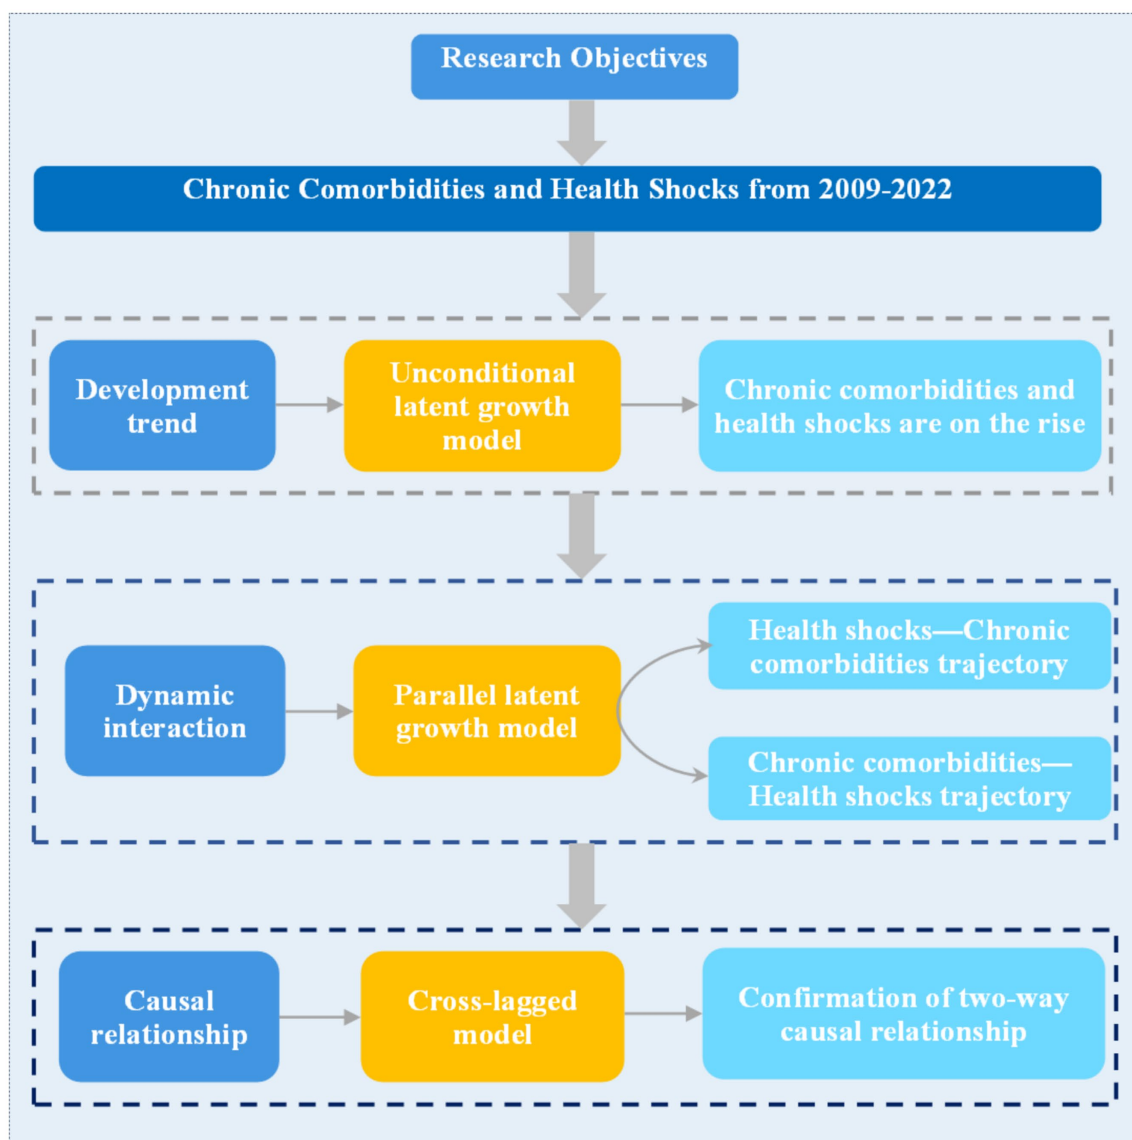 Research Objectives
Chronic Comorbidities and Health Shocks from 2009-2022
Development
trend
Unconditional
latent growth
model
Chronic comorbidities and
health shocks are on the rise
Dynamic
interaction
Parallel latent
growth model
Health shocks—Chronic
comorbidities trajectory
Chronic comorbidities—
Health shocks trajectory
Causal
relationship
Cross-lagged
model
Confirmation of two-way
causal relationship